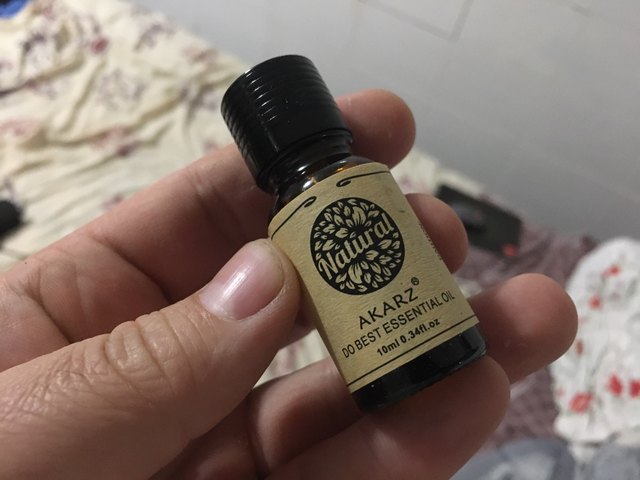 Natural
AKARZ®
DO BEST ESSENTIAL OIL
10ml 0.34fl.oz